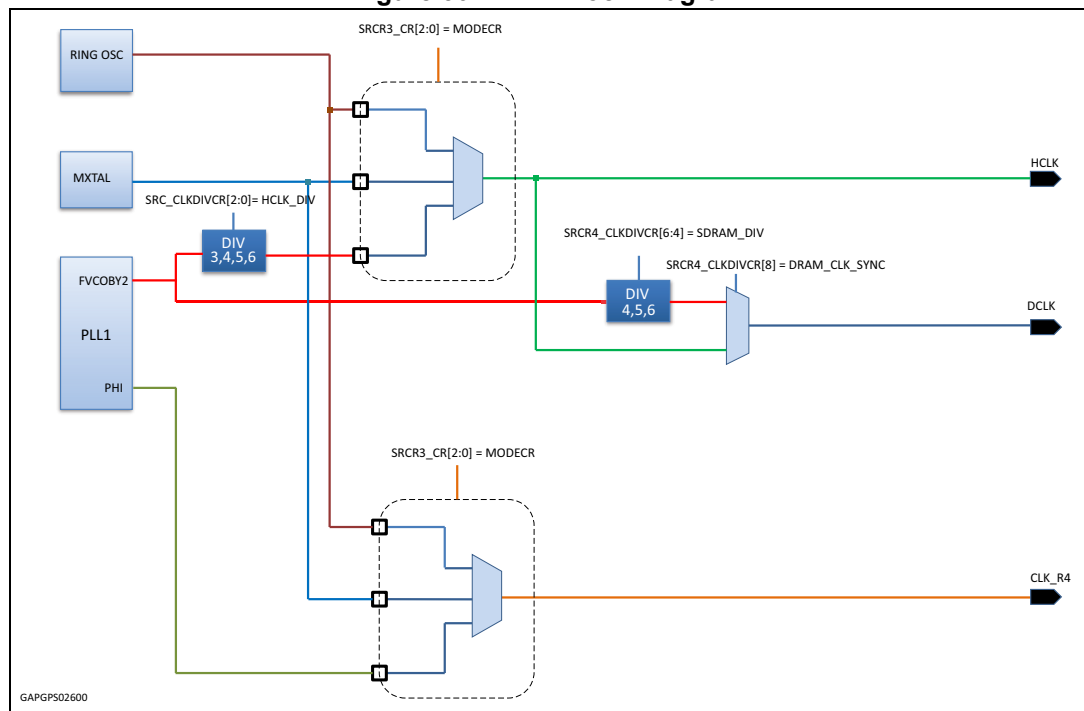 SRCR3_CR[2:0] = MODECR
RING OSC
MXTAL
HCLK
SRC_CLKDIVCR[2:0]= HCLK_DIV
DIV
3,4,5,6
SRCR4_CLKDIVCR[6:4] = SDRAM_DIV
SRCR4_CLKDIVCR[8] = DRAM_CLK_SYNC
FVCOBY2
DIV
4,5,6
DCLK
PLL1
PHI
SRCR3_CR[2:0] = MODECR
CLK_R4
GAPGPS02600